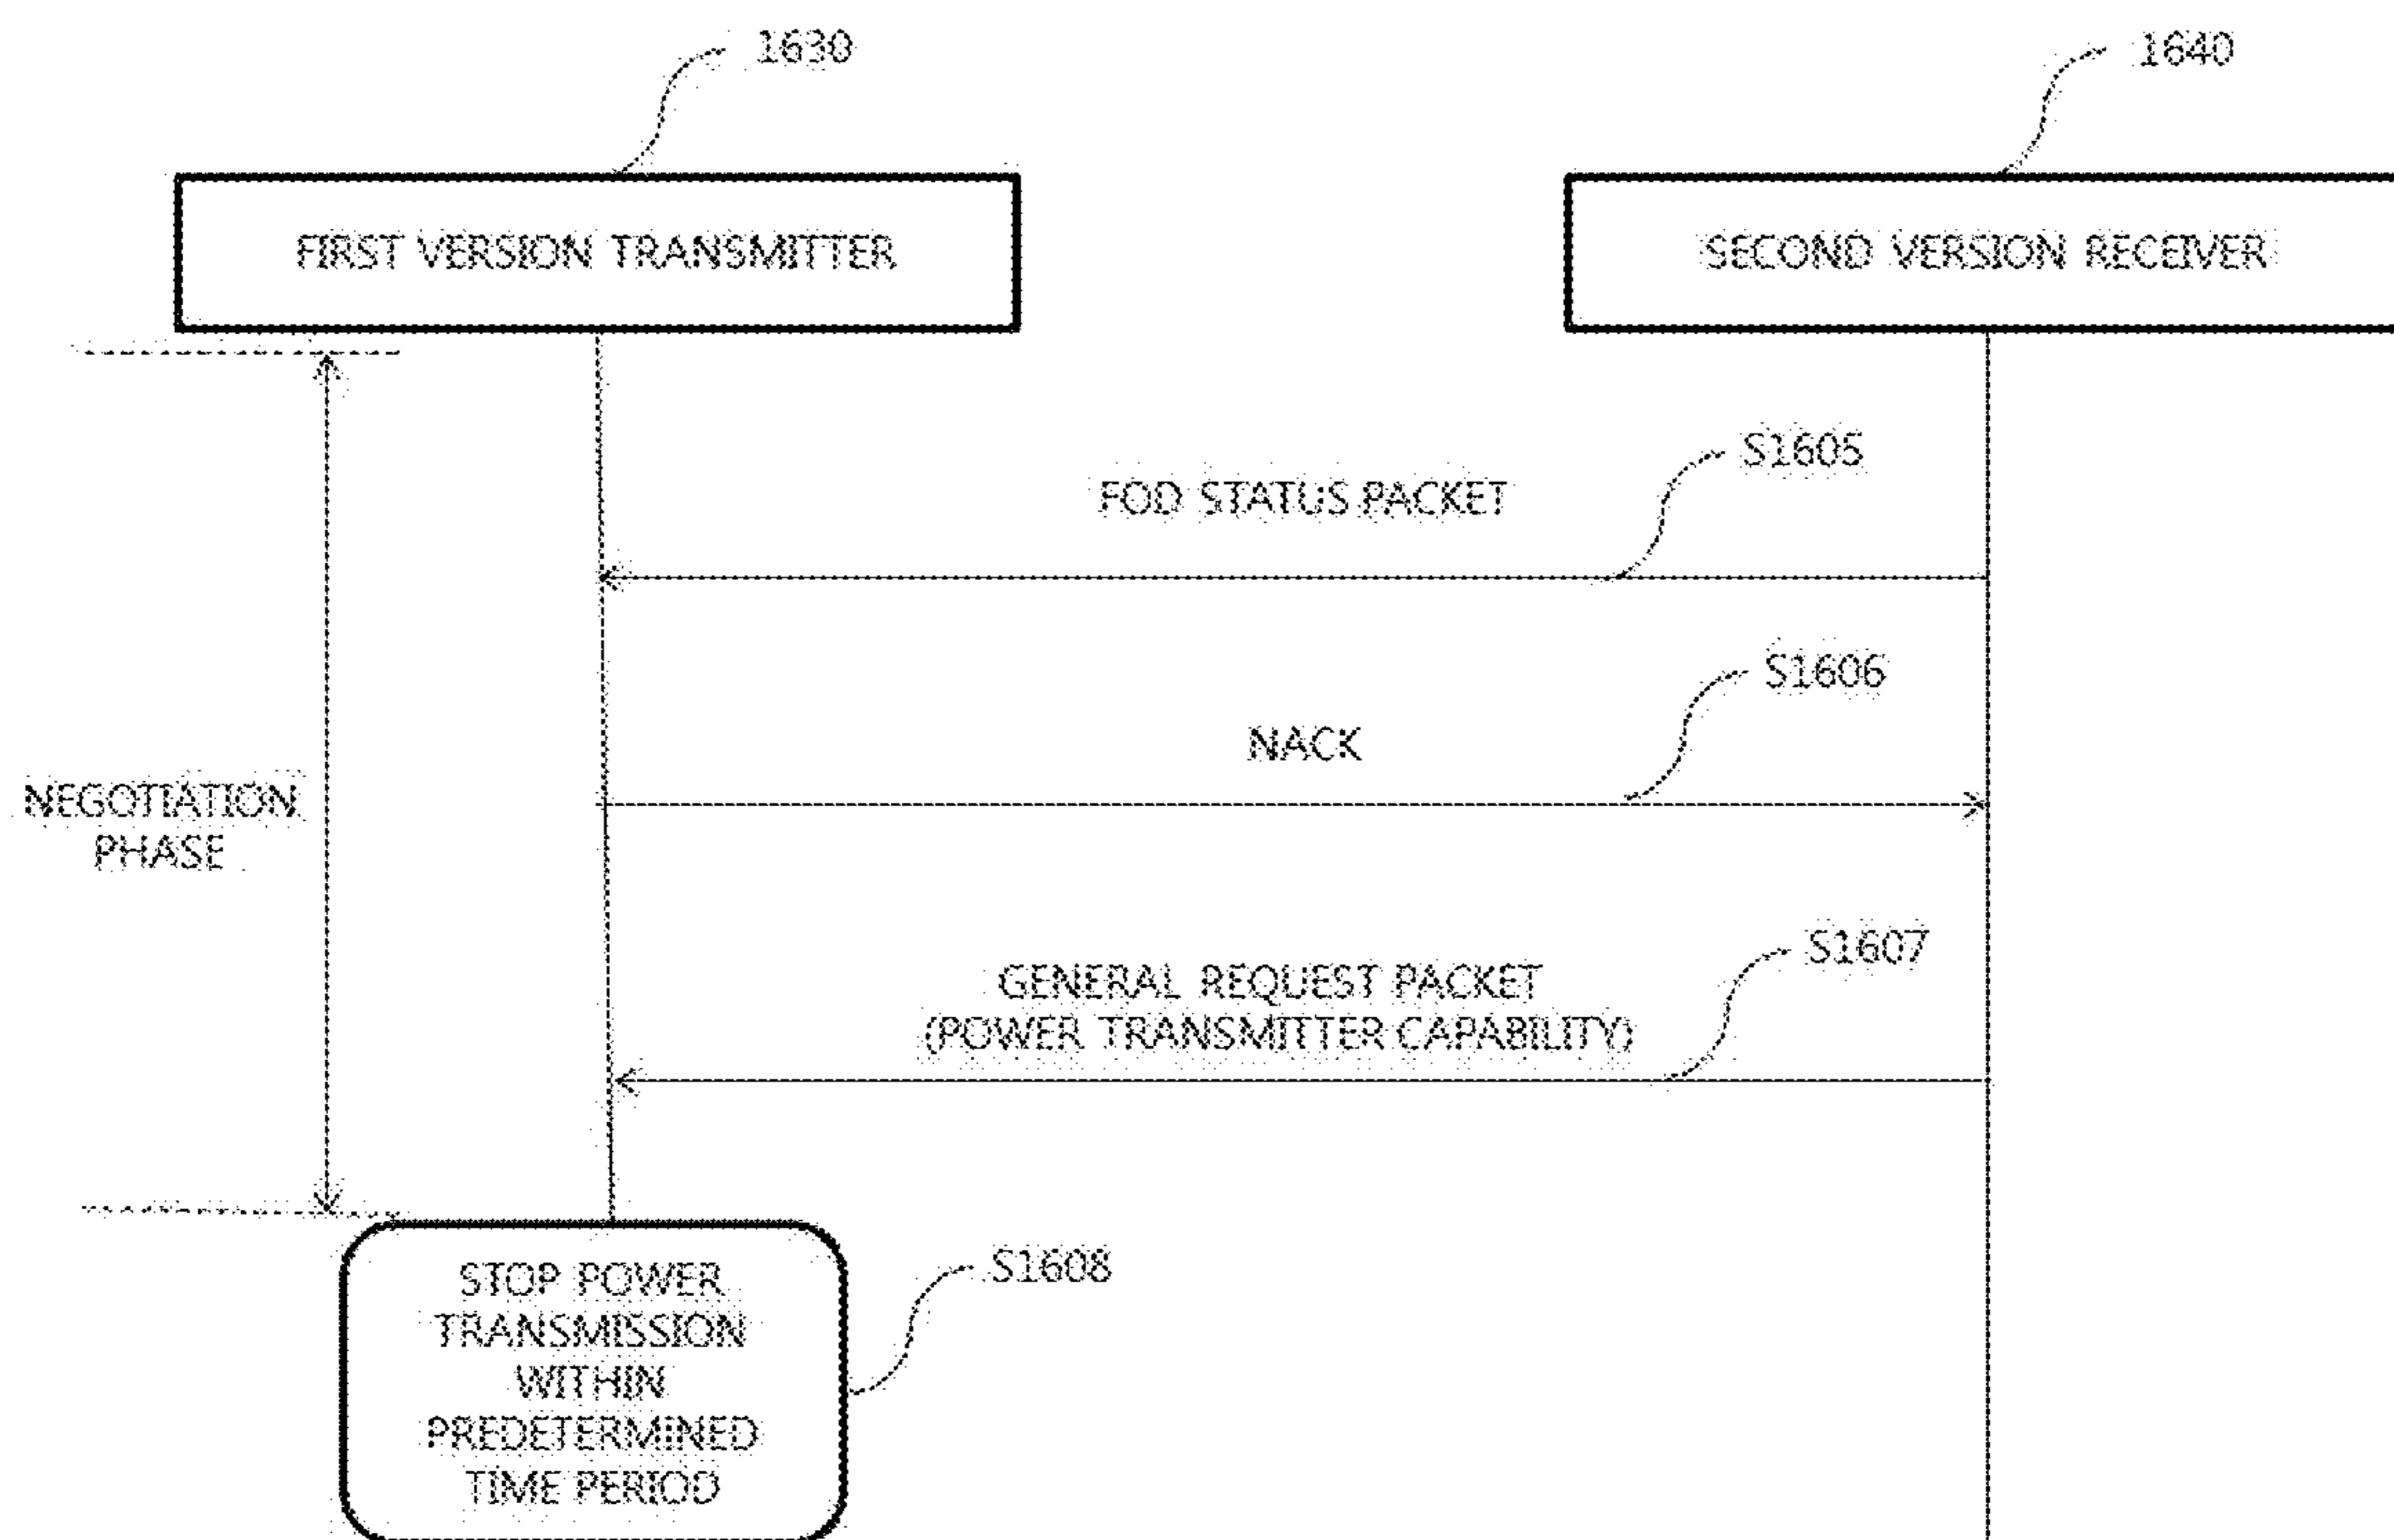 1630
1640
FIRST VERSION TRANSMITTER
SECOND VERSION RECEIVER
S1605
FOD STATUS PACKET
S1606
NACK
NEGOTIATION
PHASE
S1607
GENERAL REQUEST PACKET
(POWER TRANSMITTER CAPABILITY)
S1608
STOP POWER
TRANSMISSION
WITHIN
PREDETERMINED
TIME PERIOD